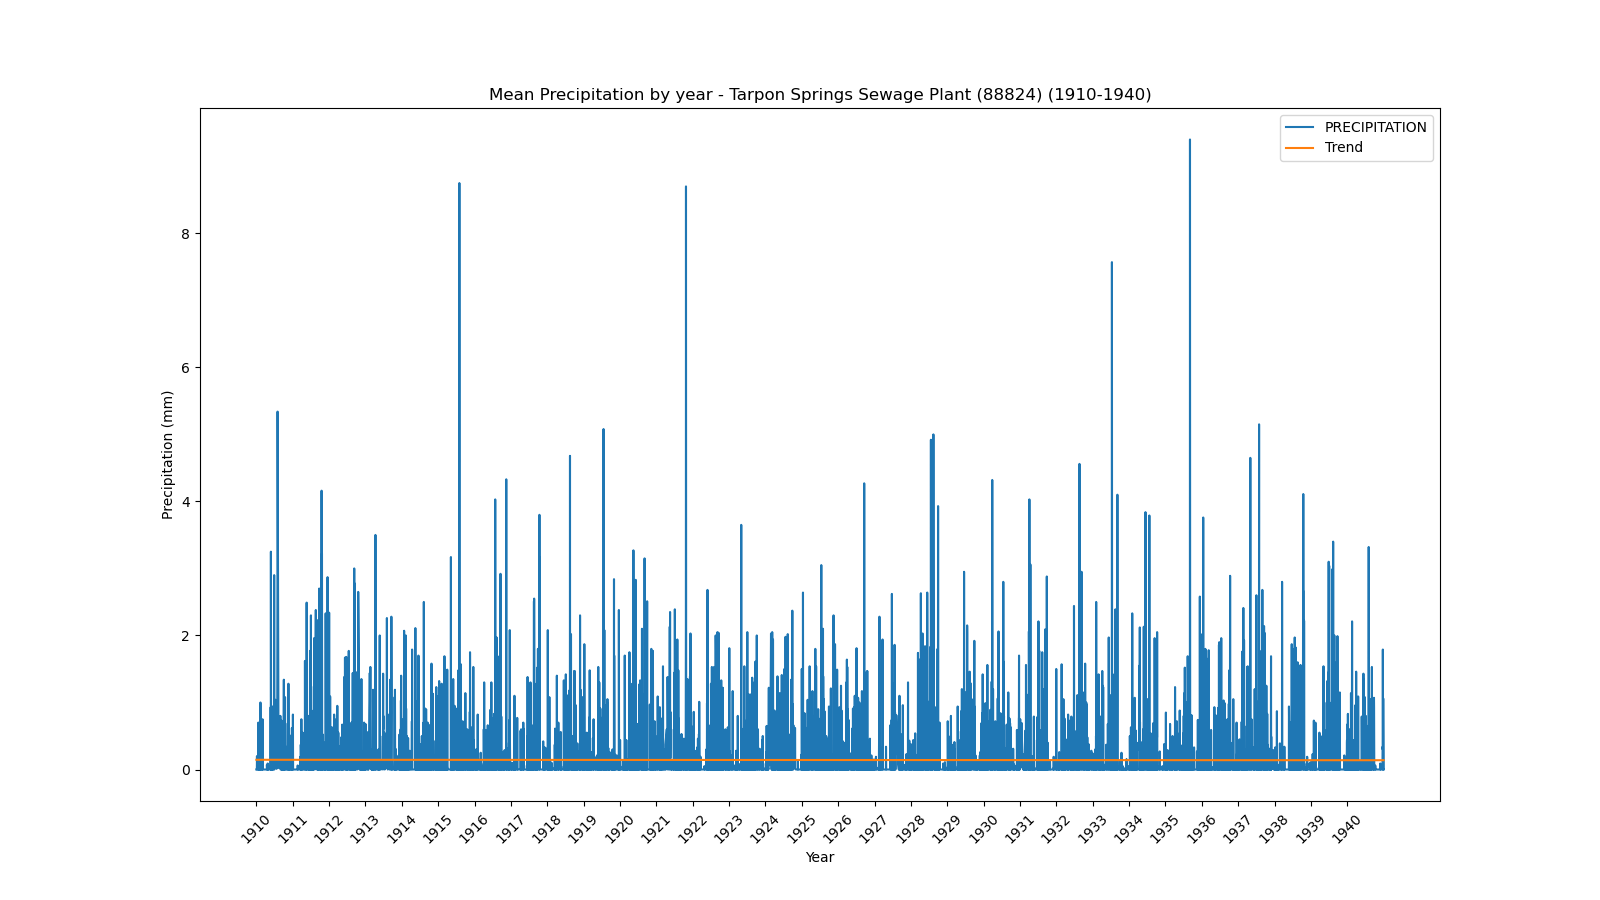 Mean Precipitation by year - Tarpon Springs Sewage Plant (88824) (1910-1940)
PRECIPITATION
Trend
Precipitation (mm)
8
6
4
2
0
1910 1911 1912 1913 1914 1915 1916 1917 1918 1919 1920 1921 1922 1923 1924 1925 1926 1927 1928 1929 1930 1931 1932 1933 1934 1935 1936 1937 1938 1939 1940
Year